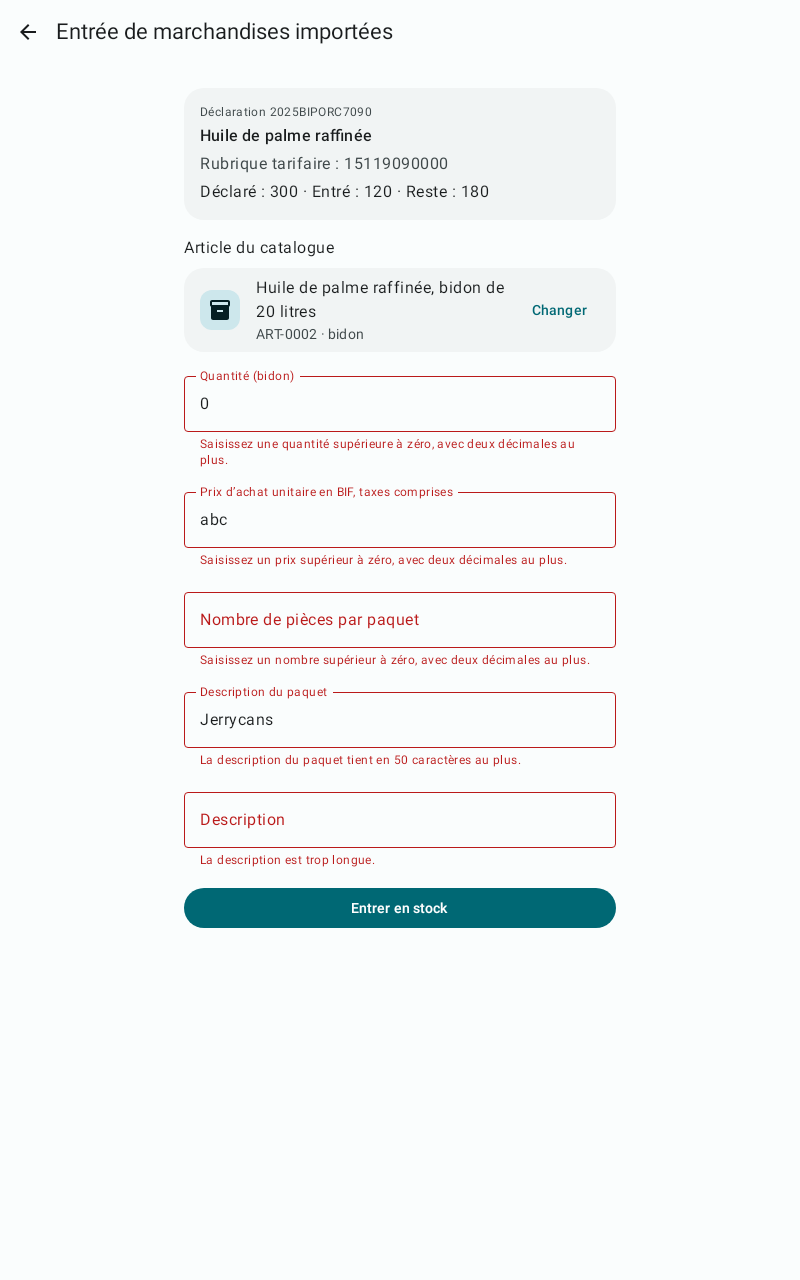 Entrée de marchandises importées
Déclaration 2025BIPORC7090
Huile de palme raffinée
Rubrique tarifaire : 15119090000
Déclaré : 300 · Entré : 120 · Reste : 180
Article du catalogue
Huile de palme raffinée, bidon de
20 litres
ART-0002 · bidon
Changer
Quantité (bidon)
0
Saisissez une quantité supérieure à zéro, avec deux décimales au
plus.
Prix d’achat unitaire en BIF, taxes comprises
abc
Saisissez un prix supérieur à zéro, avec deux décimales au plus.
Nombre de pièces par paquet
Saisissez un nombre supérieur à zéro, avec deux décimales au plus.
Description du paquet
Jerrycans
La description du paquet tient en 50 caractères au plus.
Description
La description est trop longue.
Entrer en stock